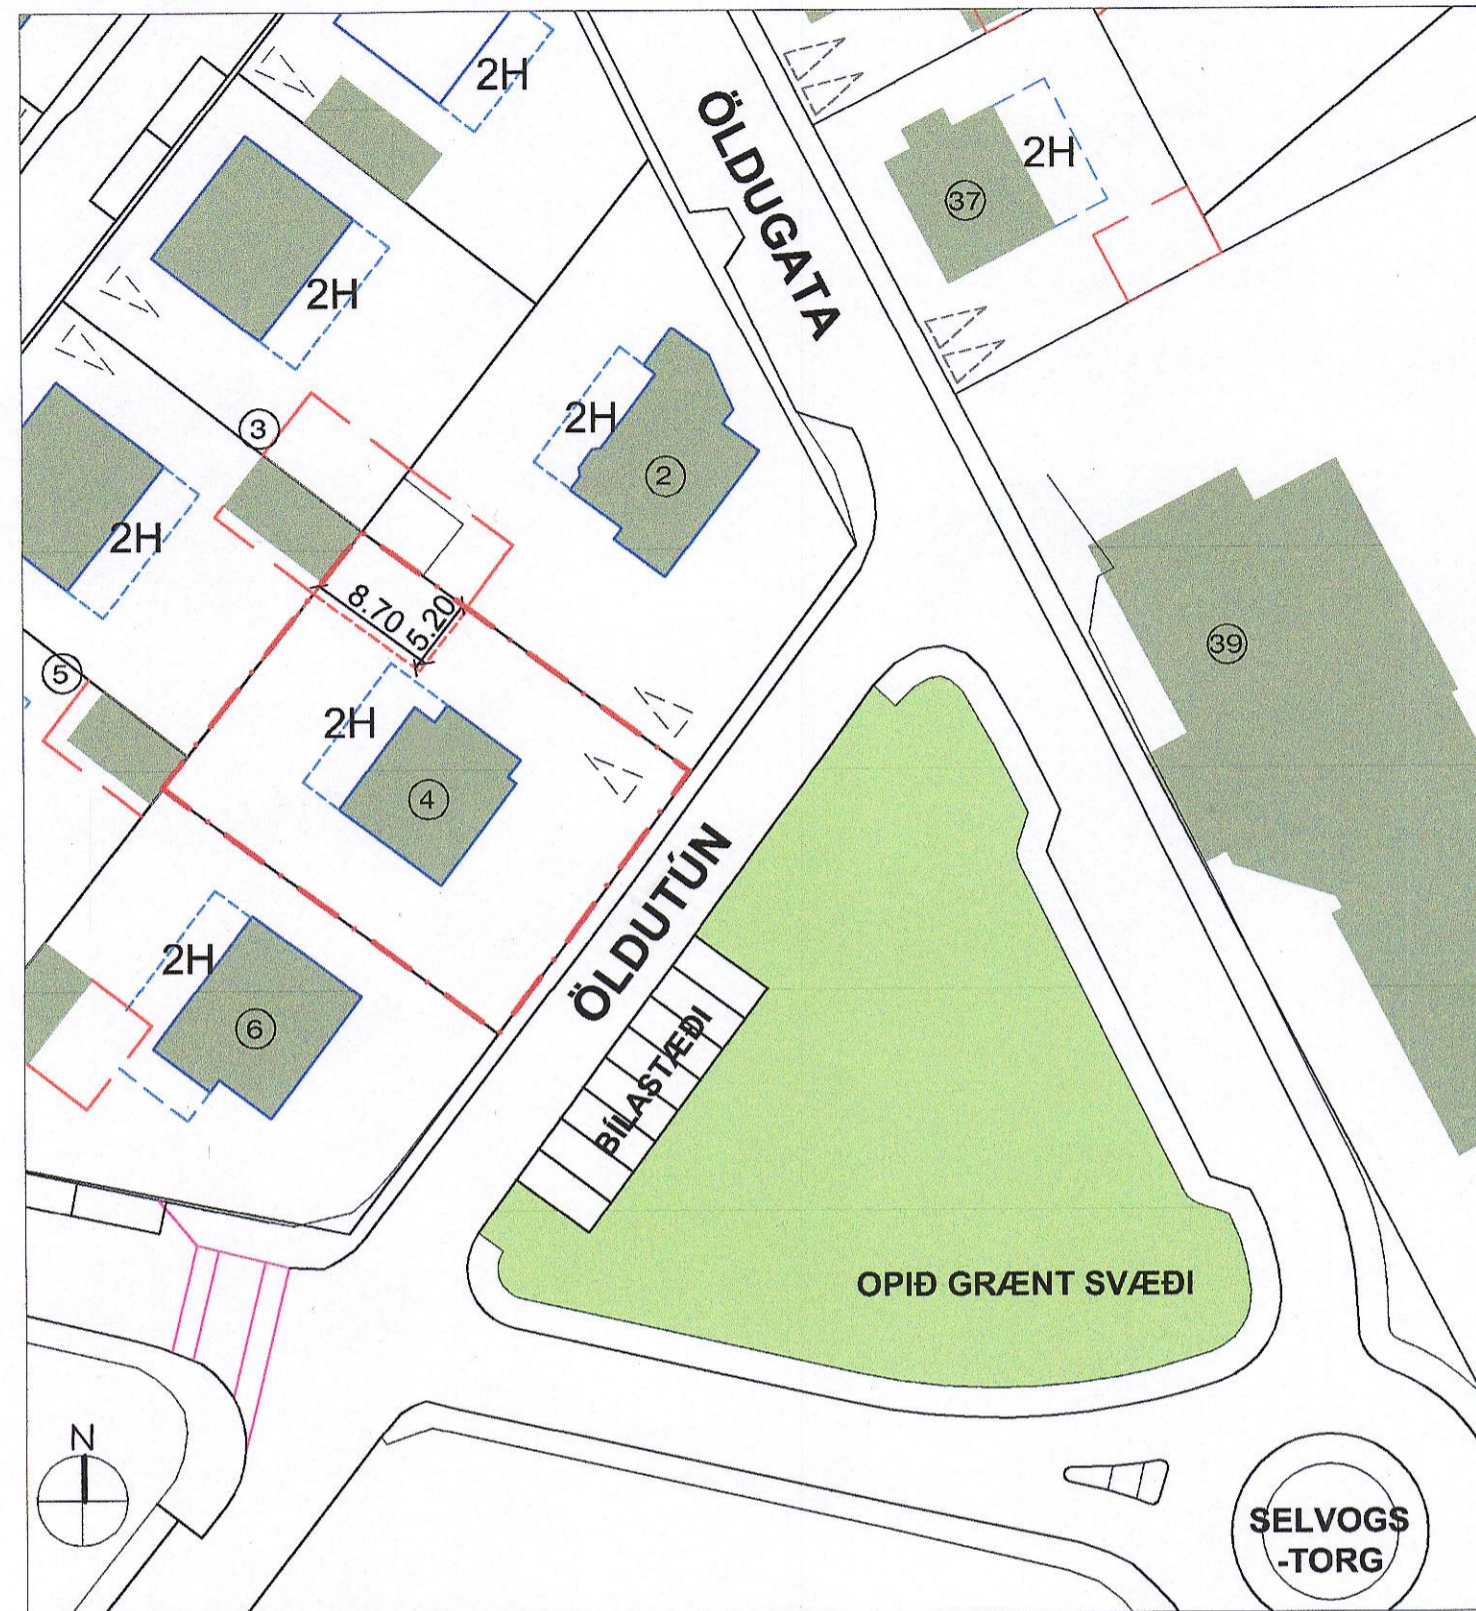 2H
ÖLDUGATA
2H
37
2H
3
2H
2
2H
39
8.70
5.20
5
2H
4
ÖLDUTÚN
2H
6
BÍLASTÆÐI
OPIÐ GRÆNT SVÆÐI
N
SELVOGS
-TORG